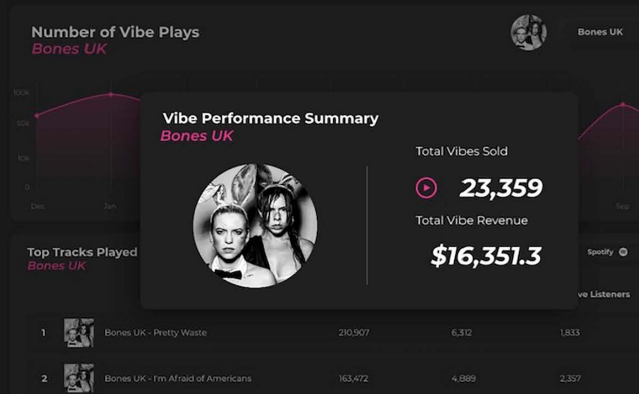 Number of Vibe Plays
Bones UK
Bones UK
100k
50k
10k
0
Dec
Jan
Sep
Vibe Performance Summary
Bones UK
Total Vibes Sold
23,359
Total Vibe Revenue
$16,351.3
Top Tracks Played
Bones UK
Spotify
ve Listeners
1 Bones UK - Pretty Waste 210,907 6,312 1,833
2 Bones UK - I'm Afraid of Americans 163,472 4,889 2,357